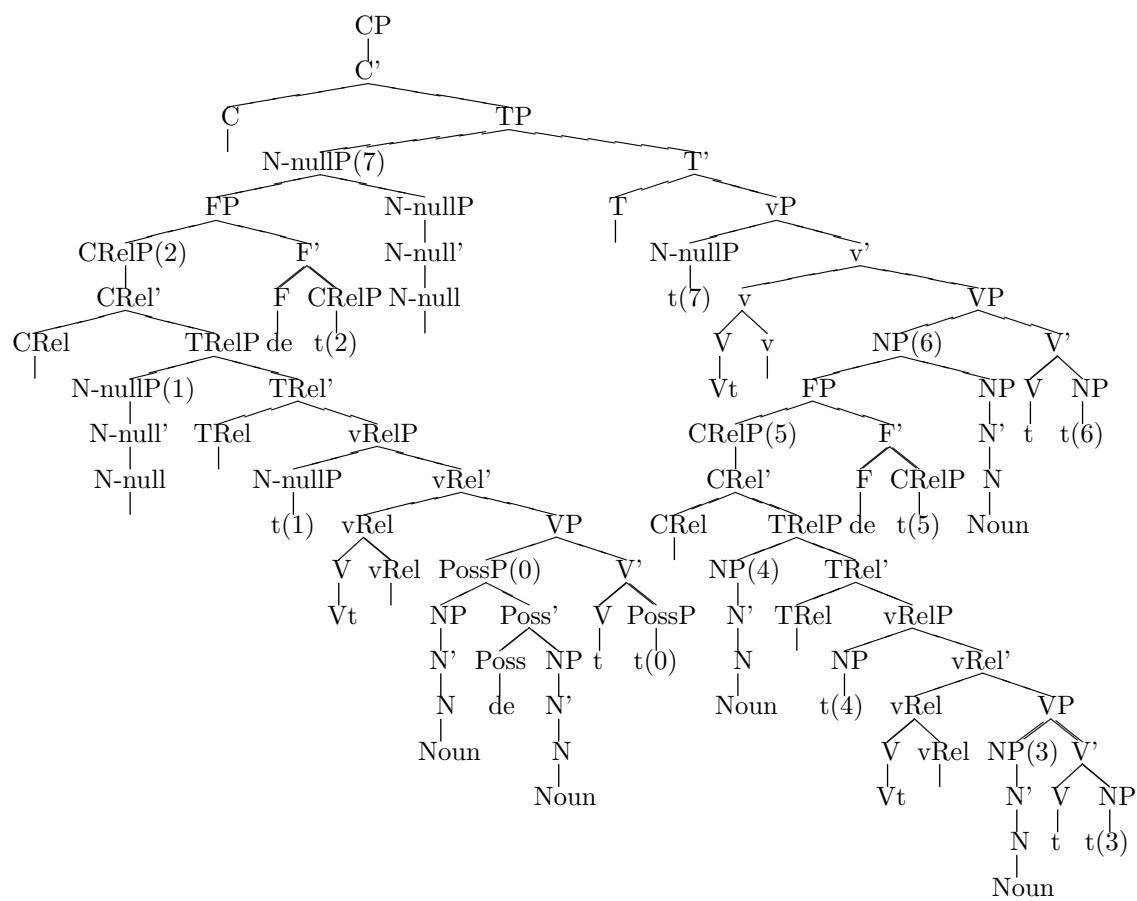 CP
C'
C TP
N-nullP(7) T'
FP N-nullP T vP
CRelP(2) F' N-null' N-nullP v'
CRel' F CRelP N-null t(7) v VP
CRel TRelP de t(2) V v NP(6) V'
N-nullP(1) TRel' Vt FP NP V NP
N-null' TRel vRelP CRelP(5) F' N' t t(6)
N-null N-nullP vRel' CRel' F CRelP N
t(1) vRel VP CRel TRelP de t(5) Noun
V vRel PossP(0) V' NP(4) TRel'
Vt NP Poss' V PossP N' TRel vRelP
N' Poss NP t t(0) N NP vRel'
N de N' Noun t(4) vRel VP
Noun N V vRel NP(3) V'
Noun Vt N' V NP
N t t(3)
Noun